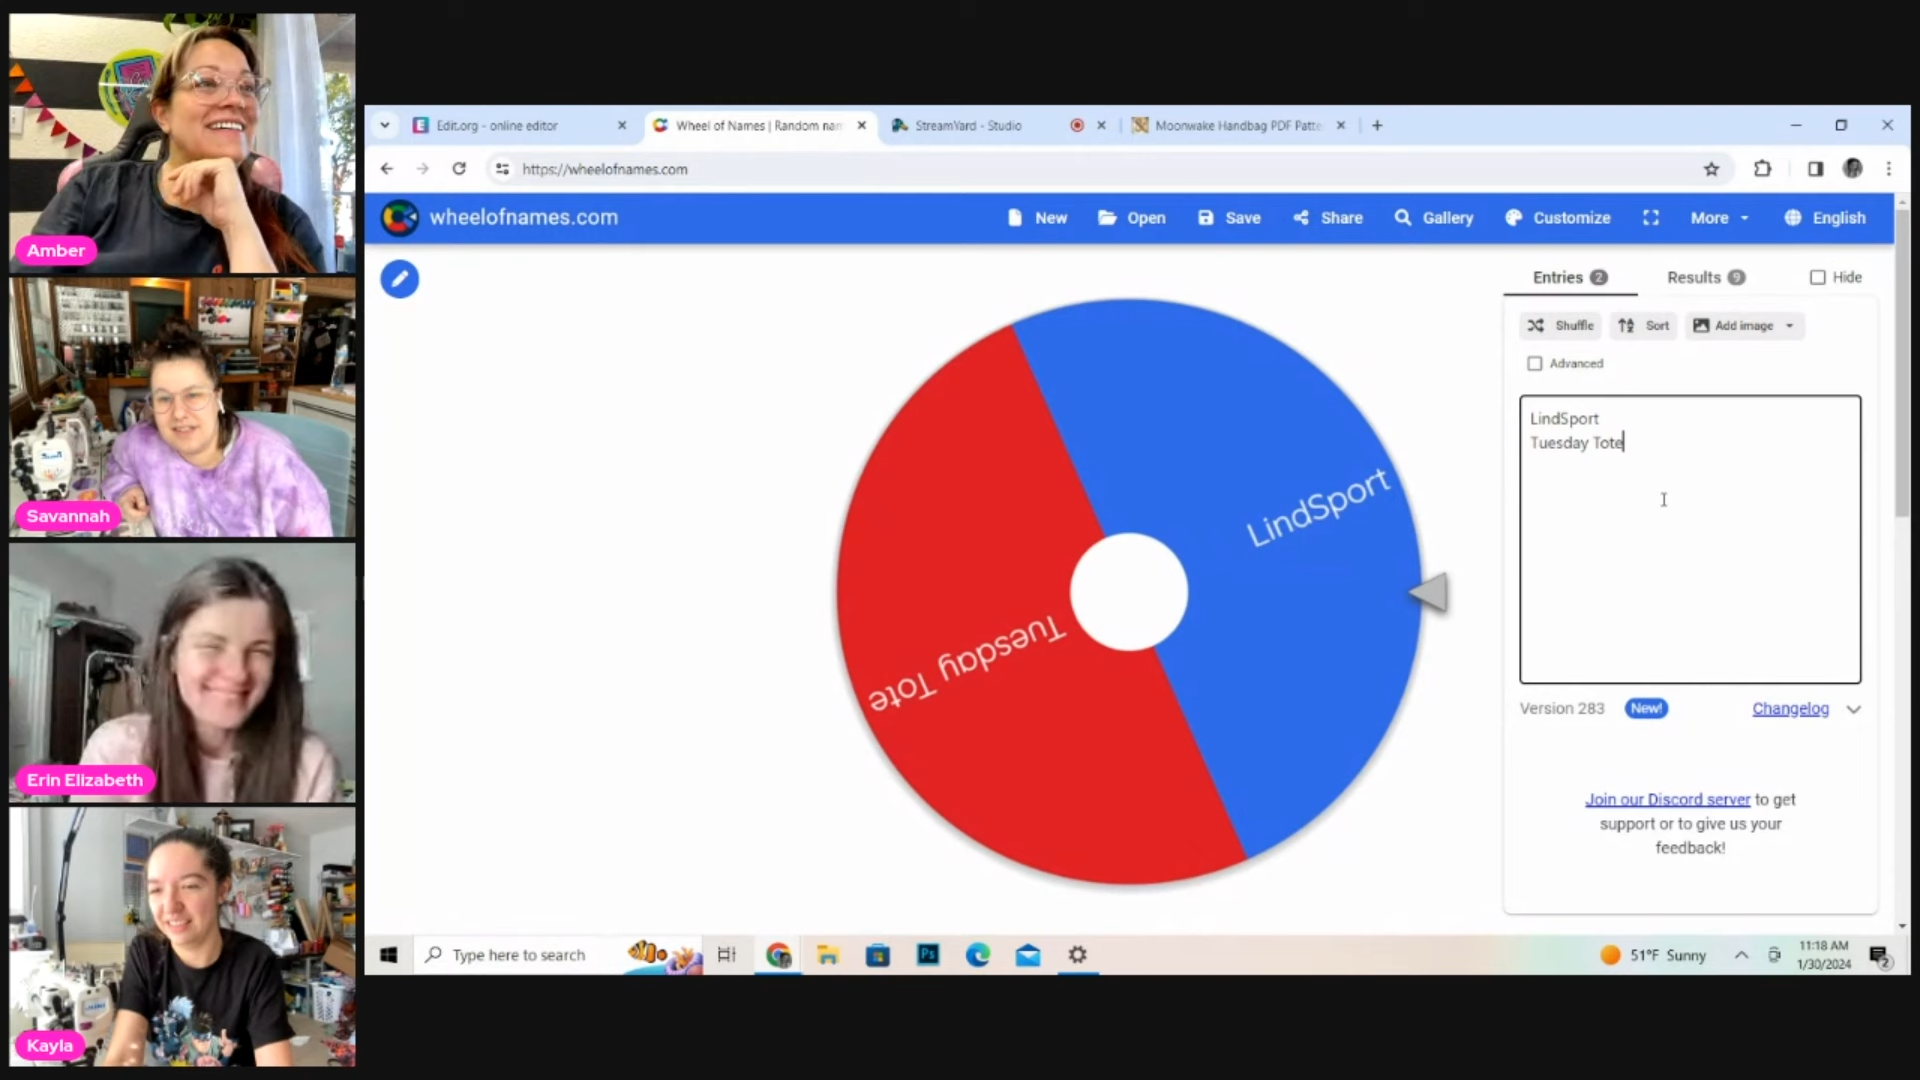 Amber
Savannah
Erin Elizabeth
Kayla
Edit.org - online editor
Wheel of Names | Random nam
StreamYard - Studio
Moonwake Handbag PDF Patte
https://wheelofnames.com
wheelofnames.com
New
Open
Save
Share
Gallery
Customize
More
English
Entries 2
Results 9
Hide
Shuffle
Sort
Add image
Advanced
LindSport
Tuesday Tote
LindSport
Tuesday Tote
Version 283
New!
Changelog
Join our Discord server to get
support or to give us your
feedback!
Type here to search
Ps
51°F Sunny
11:18 AM
1/30/2024
2